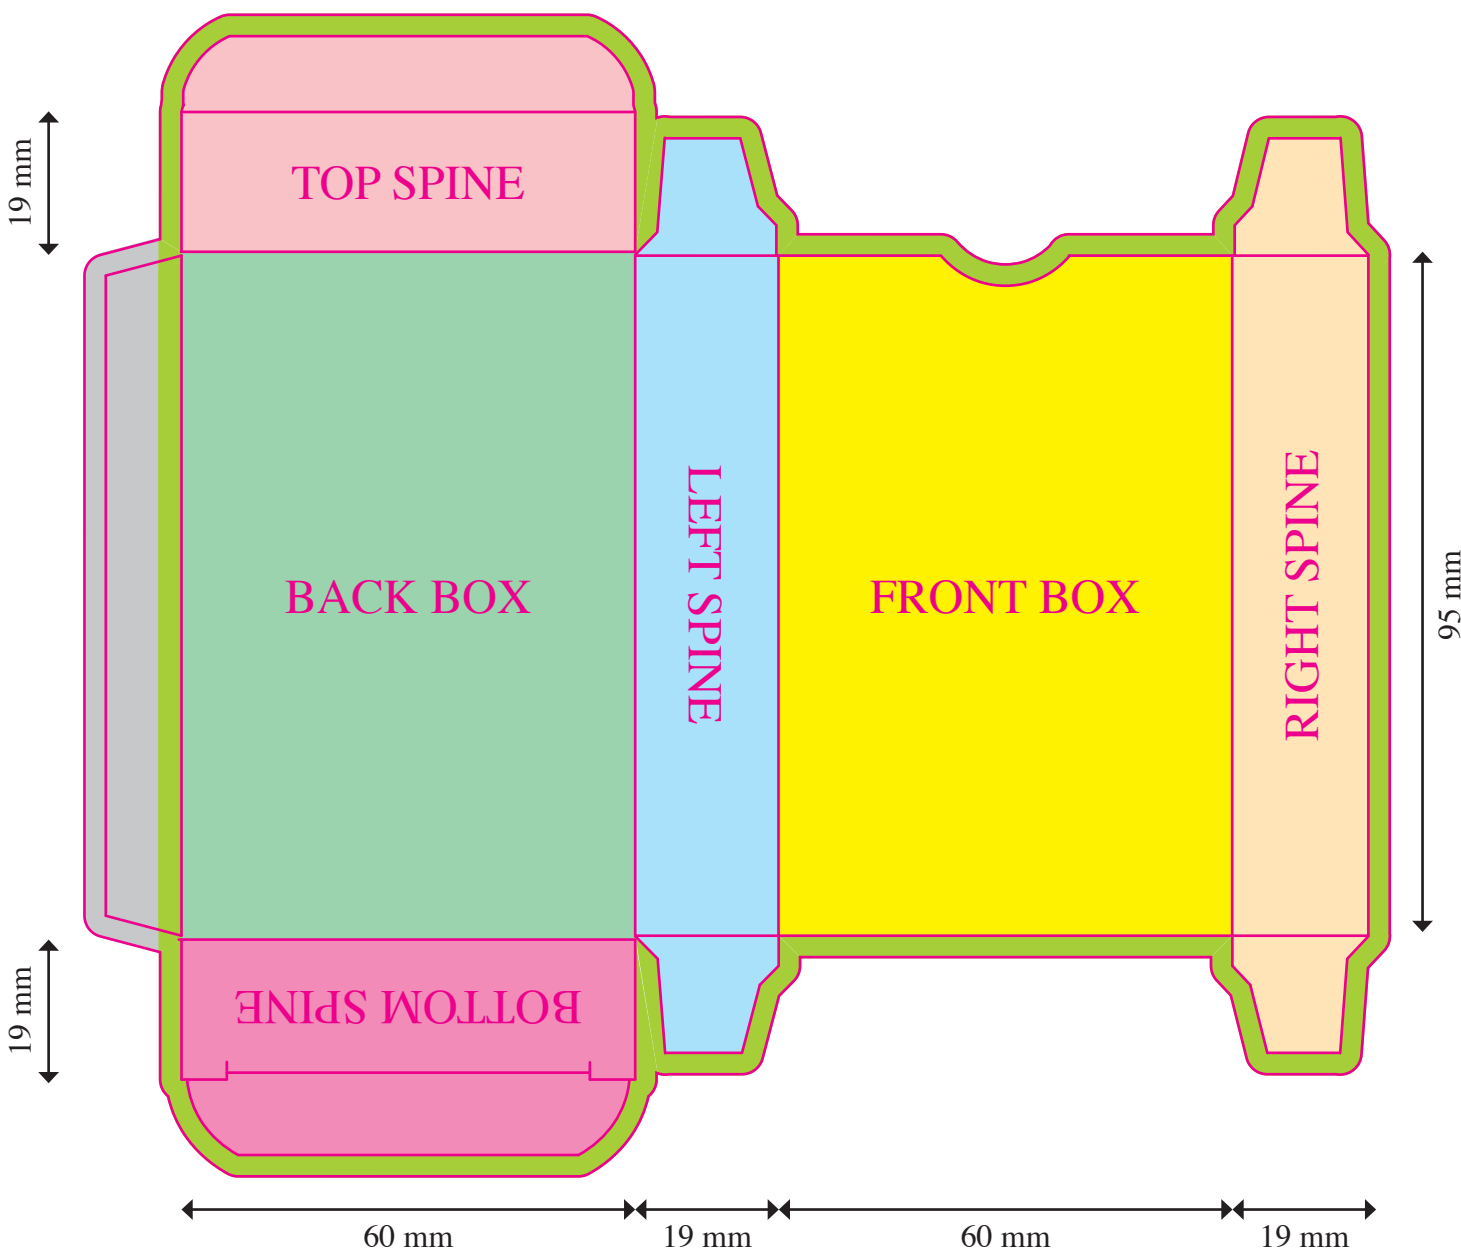 TOP SPINE
19 mm
BACK BOX
LEFT SPINE
FRONT BOX
RIGHT SPINE
95 mm
BOTTOM SPINE
19 mm
60 mm
19 mm
60 mm
19 mm